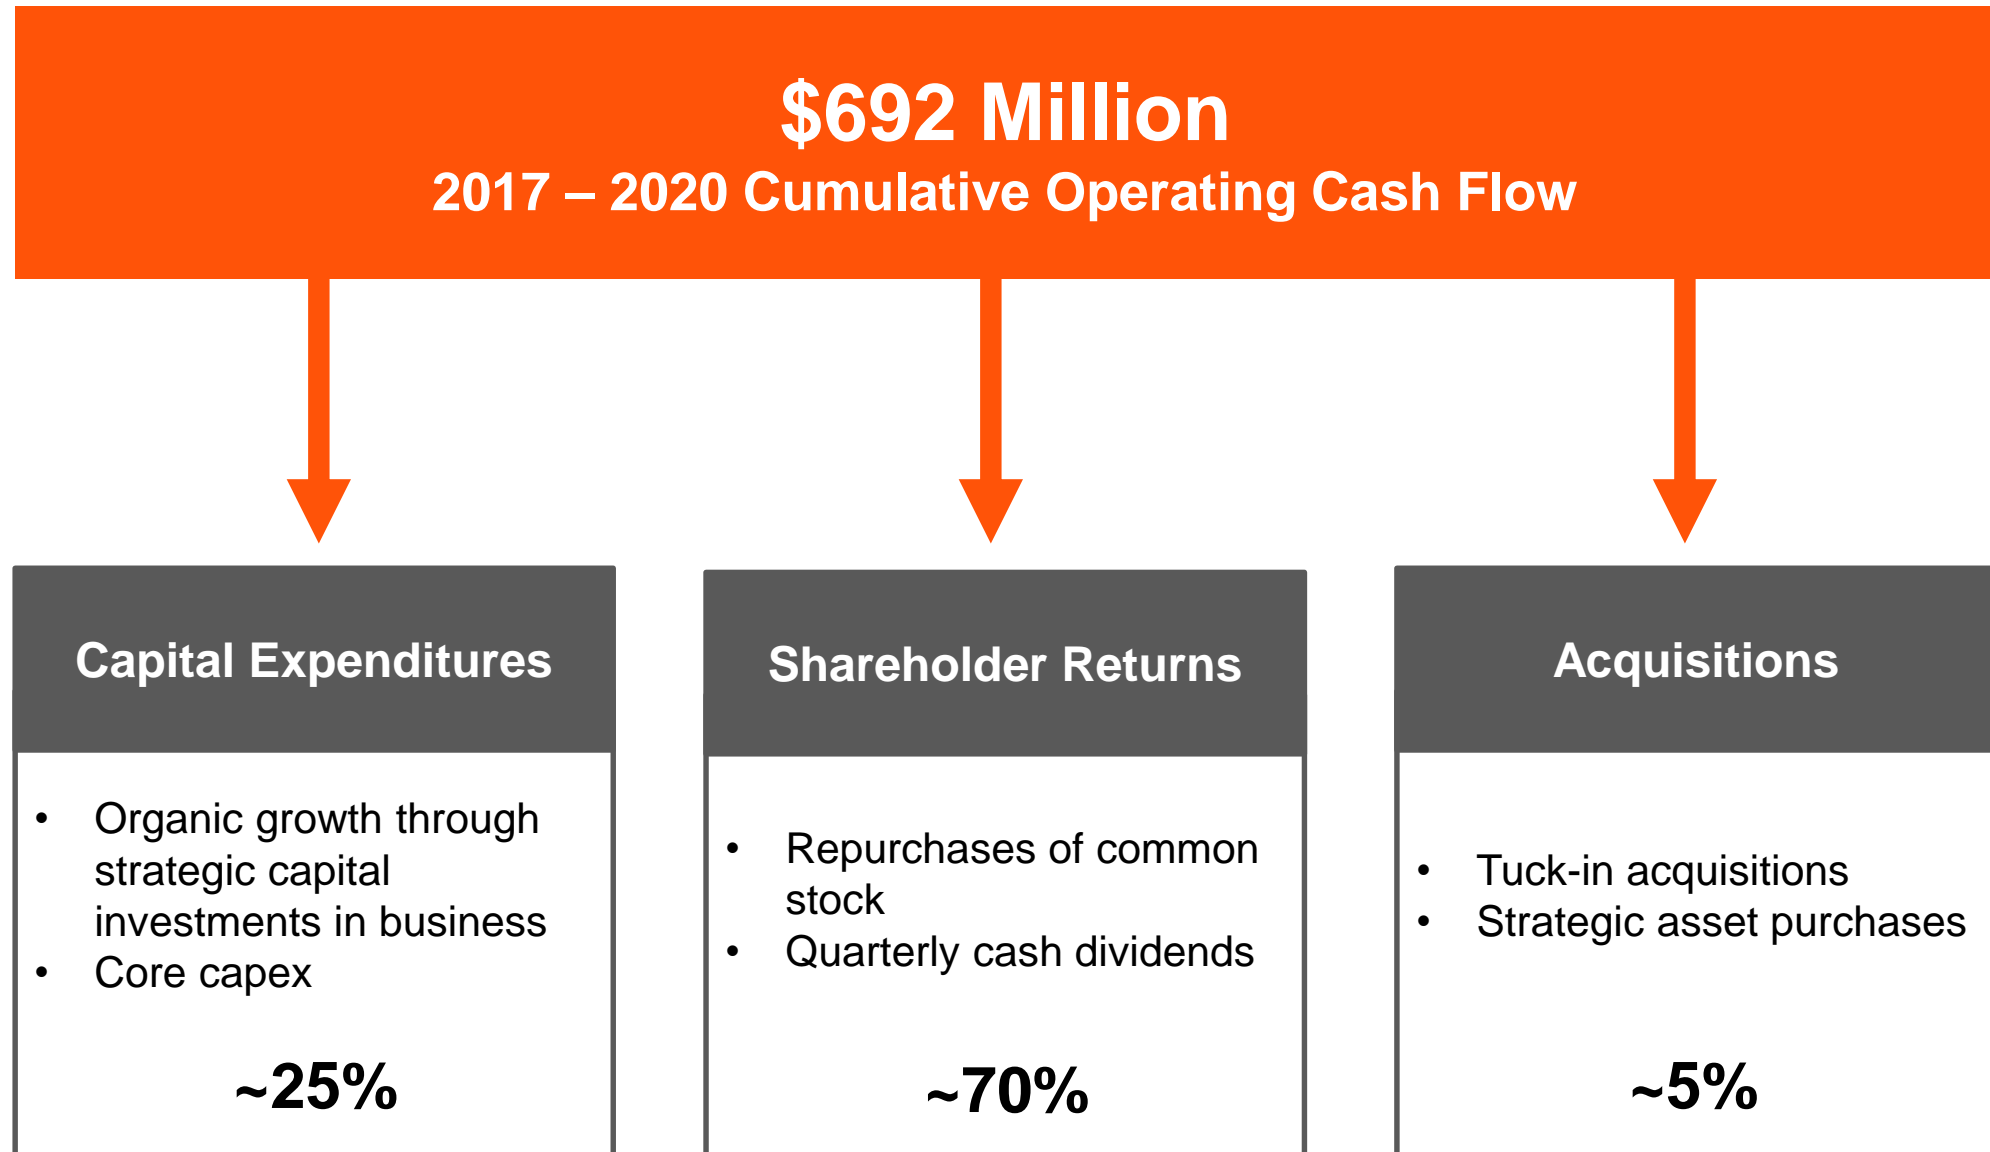 $692 Million
2017 – 2020 Cumulative Operating Cash Flow
Capital Expenditures
• Organic growth through
strategic capital
investments in business
• Core capex
~25%
Shareholder Returns
• Repurchases of common
stock
• Quarterly cash dividends
~70%
Acquisitions
• Tuck-in acquisitions
• Strategic asset purchases
~5%